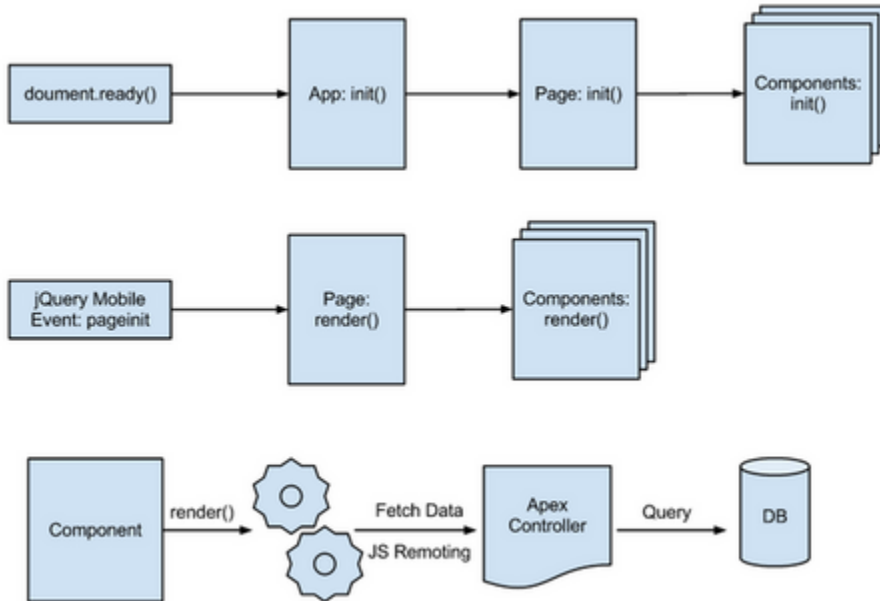 doument.ready()
App: init()
Page: init()
Components:
init()
jQuery Mobile
Event: pageinit
Page:
render()
Components:
render()
Component
render()
Fetch Data
JS Remoting
Apex
Controller
Query
DB